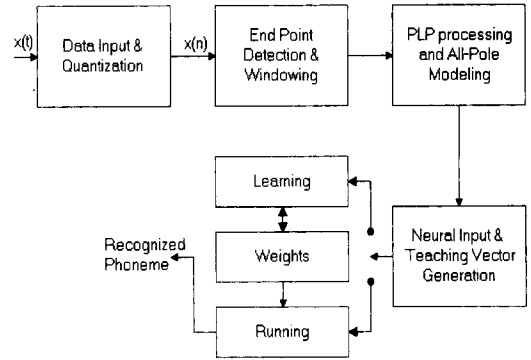 x(t)
Data Input &
Quantization
x(n)
End Point
Detection &
Windowing
PLP processing
and All-Pole
Modeling
Learning
Weights
Running
Neural Input &
Teaching Vector
Generation
Recognized
Phoneme